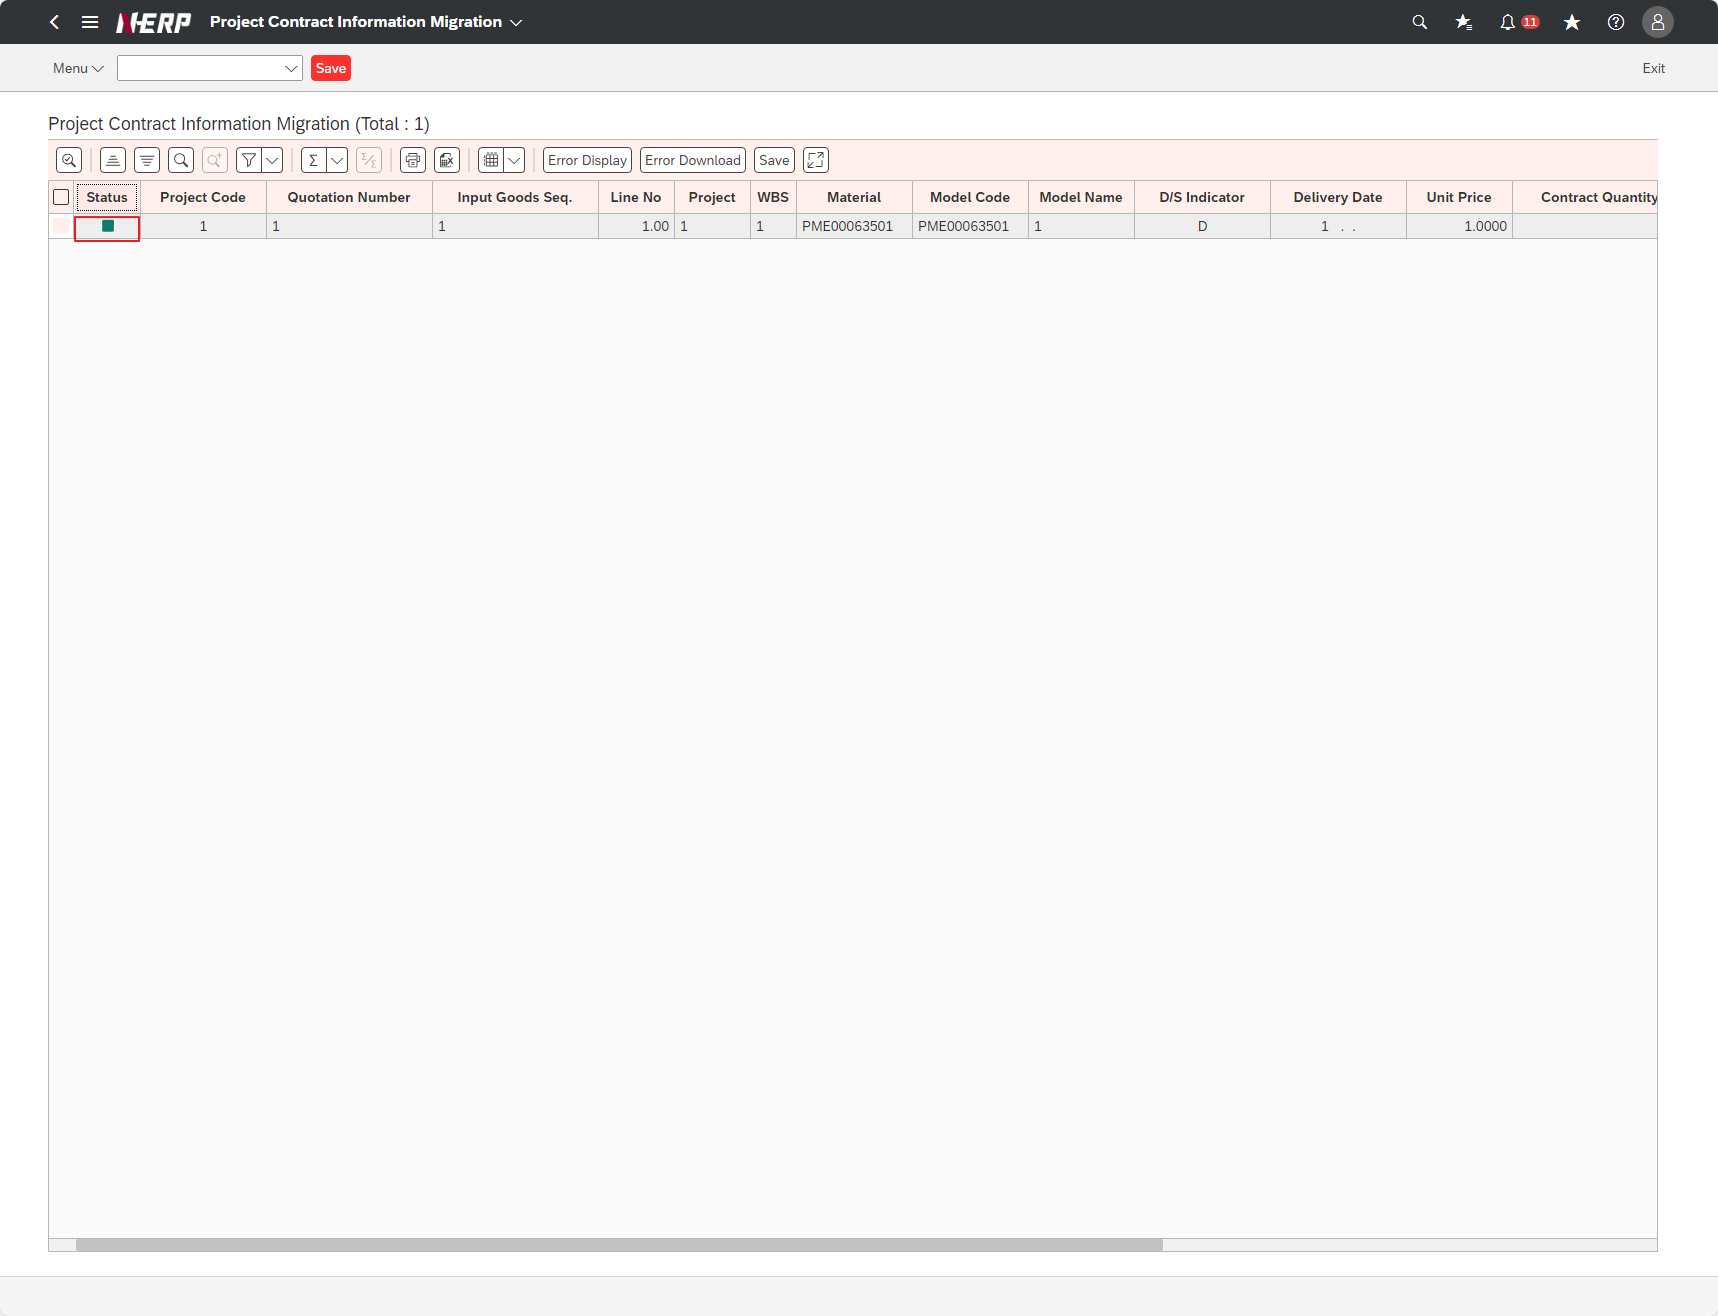 NERP Project Contract Information Migration 11
Menu Save Exit
Project Contract Information Migration (Total : 1)
Error Display Error Download Save
Status Project Code Quotation Number Input Goods Seq. Line No Project WBS Material Model Code Model Name D/S Indicator Delivery Date Unit Price Contract Quantity
1 1 1 1.00 1 1 PME00063501 PME00063501 1 D 1 . . 1.0000